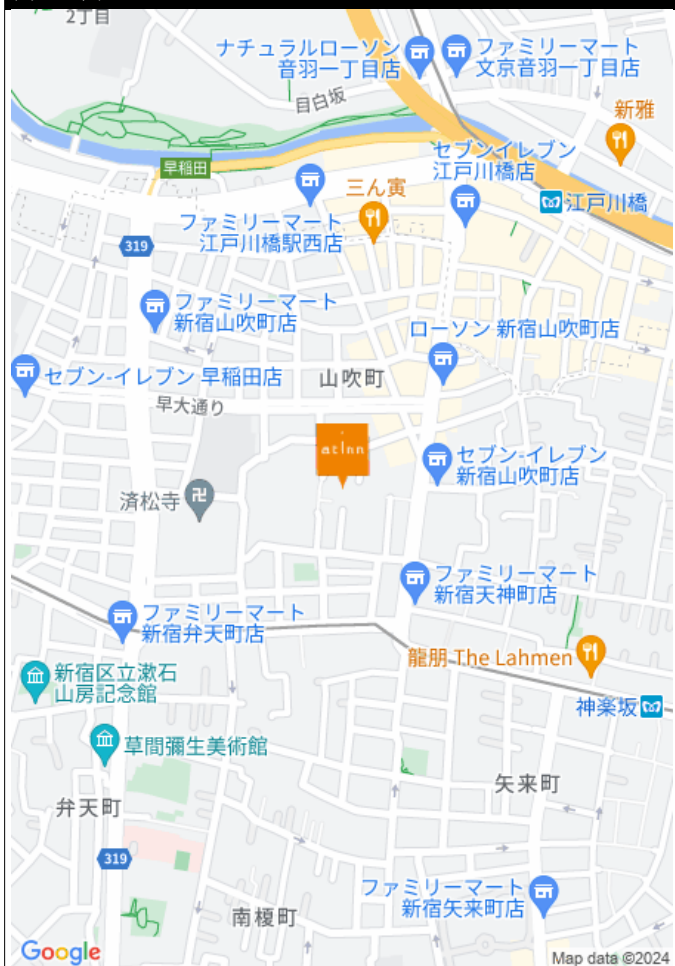 2丁目
ナチュラルローソン
音羽一丁目店
ファミリーマート
文京音羽一丁目店
目白坂
新雅
早稲田
セブンイレブン
江戸川橋店
三ん寅
江戸川橋
ファミリーマート
江戸川橋駅西店
319
ファミリーマート
新宿山吹町店
ローソン 新宿山吹町店
セブン-イレブン 早稲田店
山吹町
早大通り
at inn
セブン-イレブン
新宿山吹町店
済松寺
ファミリーマート
新宿天神町店
ファミリーマート
新宿弁天町店
龍朋 The Lahmen
新宿区立漱石
山房記念館
神楽坂
草間彌生美術館
矢来町
弁天町
319
ファミリーマート
新宿矢来町店
南榎町
Google
Map data ©2024